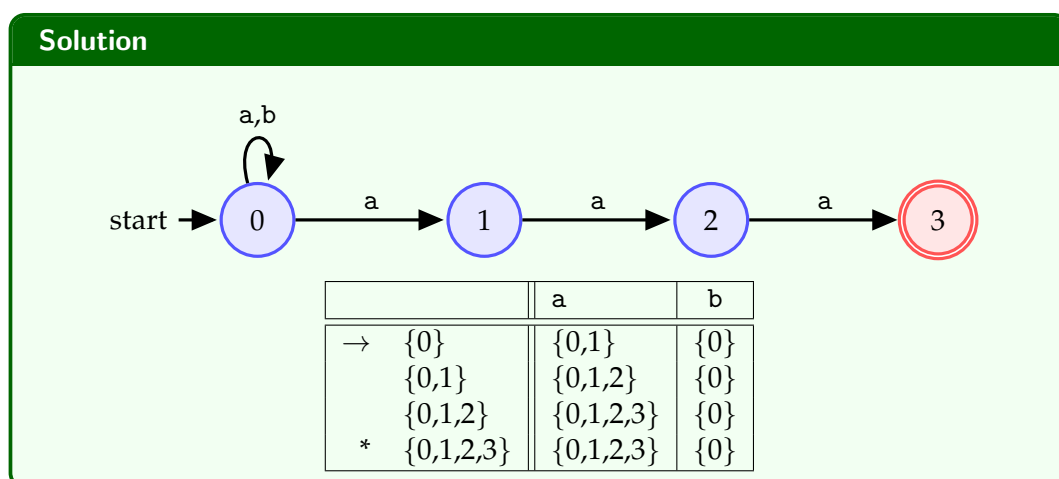 Solution
a,b
start 0 a 1 a 2 a 3
a b
→ {0} {0,1} {0}
{0,1} {0,1,2} {0}
{0,1,2} {0,1,2,3} {0}
* {0,1,2,3} {0,1,2,3} {0}